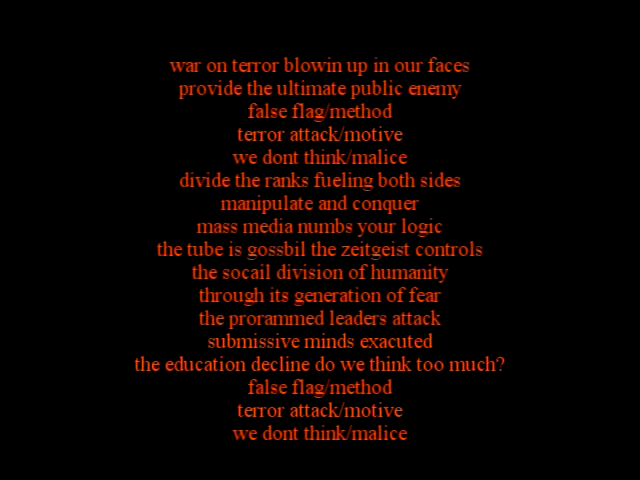 war on terror blowin up in our faces
provide the ultimate public enemy
false flag/method
terror attack/motive
we dont think/malice
divide the ranks fueling both sides
manipulate and conquer
mass media numbs your logic
the tube is gossbil the zeitgeist controls
the socail division of humanity
through its generation of fear
the prorammed leaders attack
submissive minds exacuted
the education decline do we think too much?
false flag/method
terror attack/motive
we dont think/malice